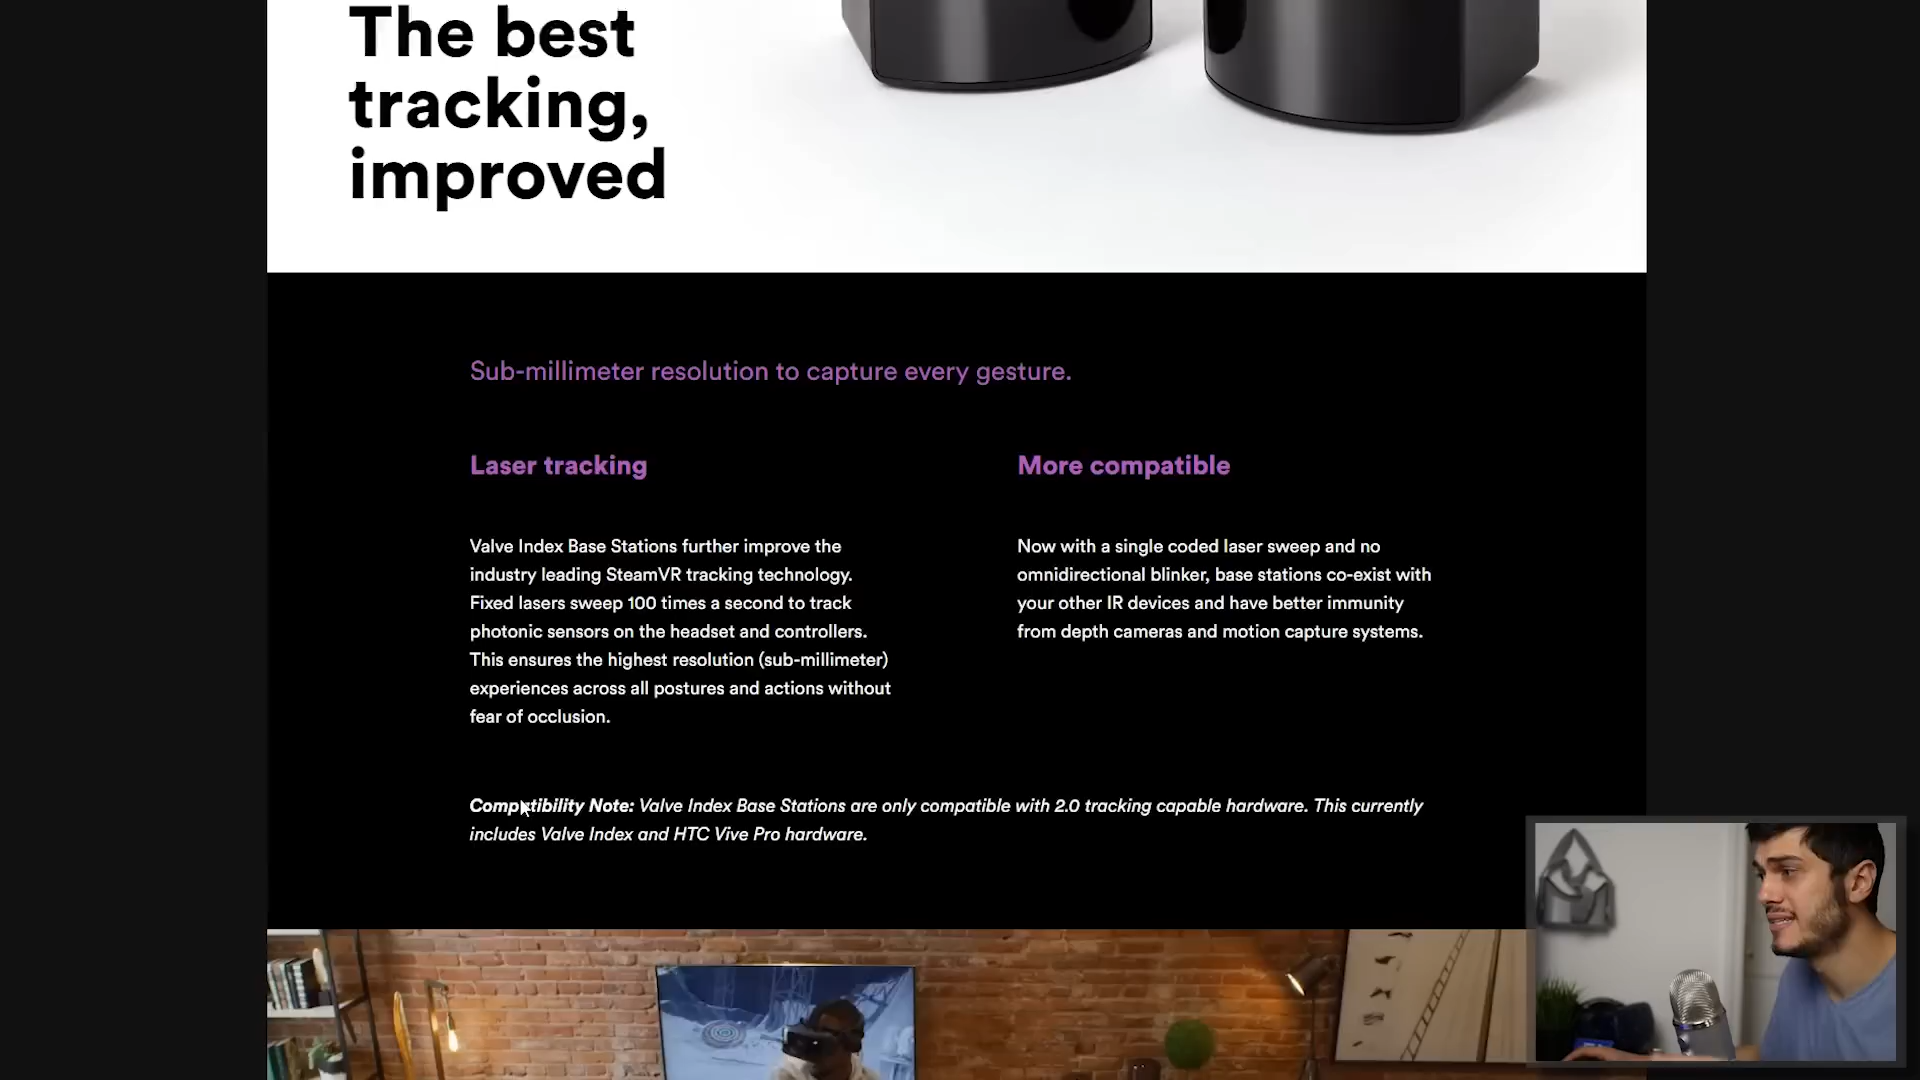 The best
tracking,
improved
Sub-millimeter resolution to capture every gesture.
Laser tracking
Valve Index Base Stations further improve the
industry leading SteamVR tracking technology.
Fixed lasers sweep 100 times a second to track
photonic sensors on the headset and controllers.
This ensures the highest resolution (sub-millimeter)
experiences across all postures and actions without
fear of occlusion.
More compatible
Now with a single coded laser sweep and no
omnidirectional blinker, base stations co-exist with
your other IR devices and have better immunity
from depth cameras and motion capture systems.
Compatibility Note: Valve Index Base Stations are only compatible with 2.0 tracking capable hardware. This currently
includes Valve Index and HTC Vive Pro hardware.